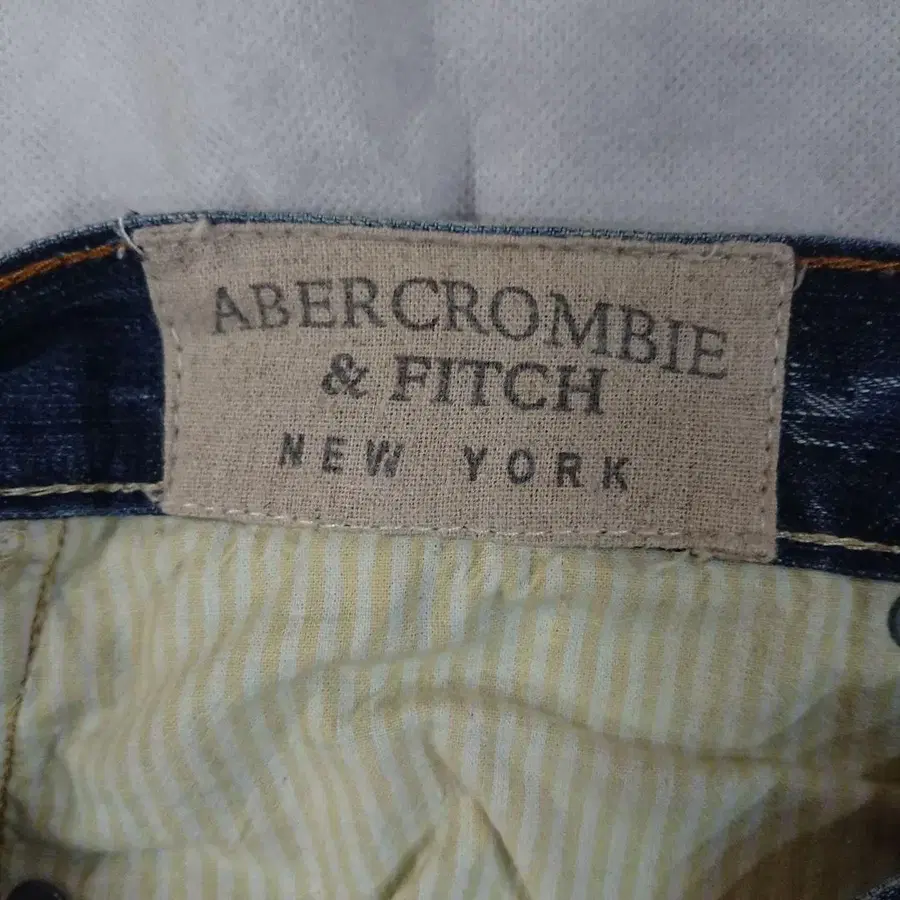 ABERCROMBIE
& FITCH
NEW YORK